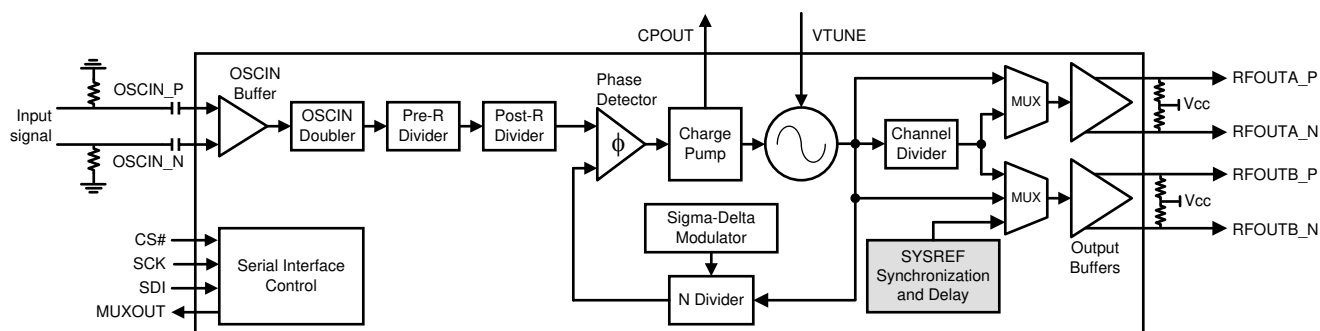 CPOUT
VTUNE
OSCIN_P
OSCIN
Buffer
Input
signal
OSCIN_N
OSCIN
Doubler
Pre-R
Divider
Post-R
Divider
Phase
Detector
ϕ
Charge
Pump
Channel
Divider
MUX
MUX
Vcc
Vcc
RFOUTA_P
RFOUTA_N
RFOUTB_P
RFOUTB_N
Sigma-Delta
Modulator
N Divider
SYSREF
Synchronization
and Delay
Output
Buffers
CS#
SCK
SDI
MUXOUT
Serial Interface
Control